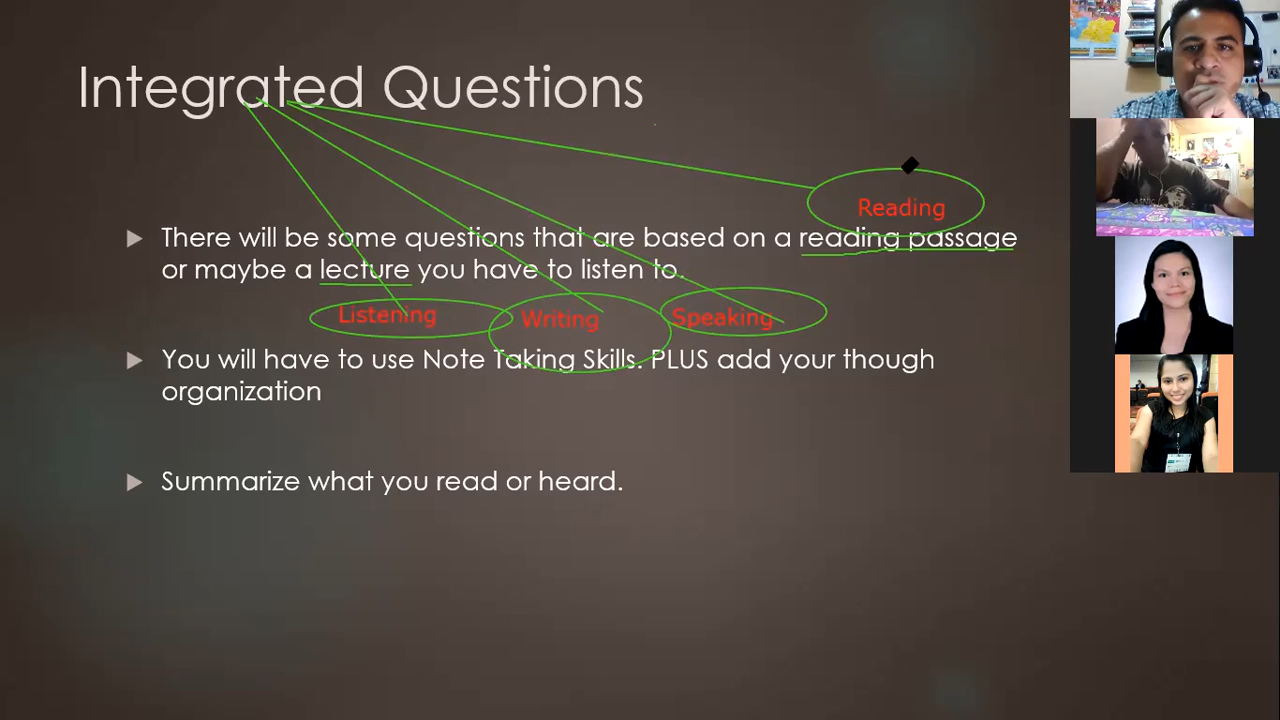 Integrated Questions
Reading
There will be some questions that are based on a reading passage
or maybe a lecture you have to listen to.
Listening Writing Speaking
You will have to use Note Taking Skills. PLUS add your though
organization
Summarize what you read or heard.